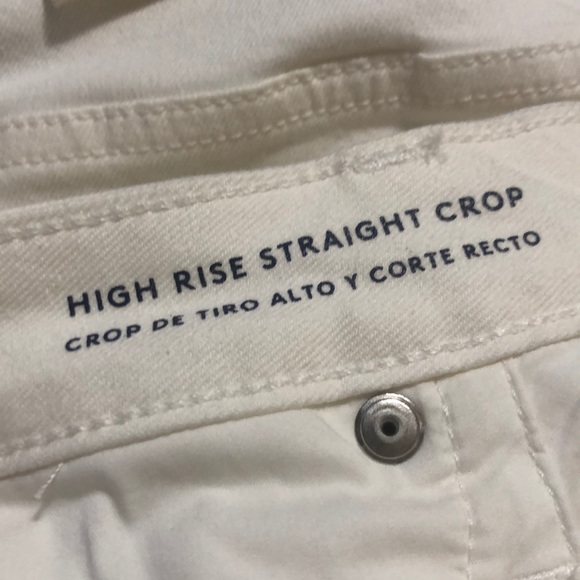 HIGH RISE STRAIGHT CROP
CROP DE TIRO ALTO Y CORTE RECTO